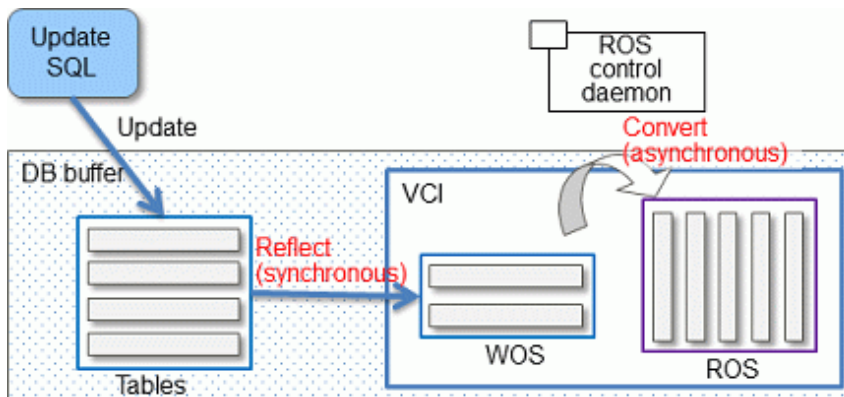 Update
SQL
ROS
control
daemon
Update
Convert
(asynchronous)
DB buffer
VCI
Reflect
(synchronous)
WOS
ROS
Tables